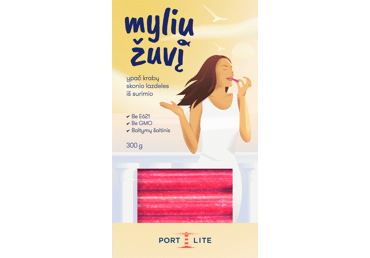 myliu
žuvį
ypač krabų
skonio lazdelės
iš surimio
✔ Be E621
✔ Be GMO
✔ Baltymų šaltinis
300 g
PORT LITE